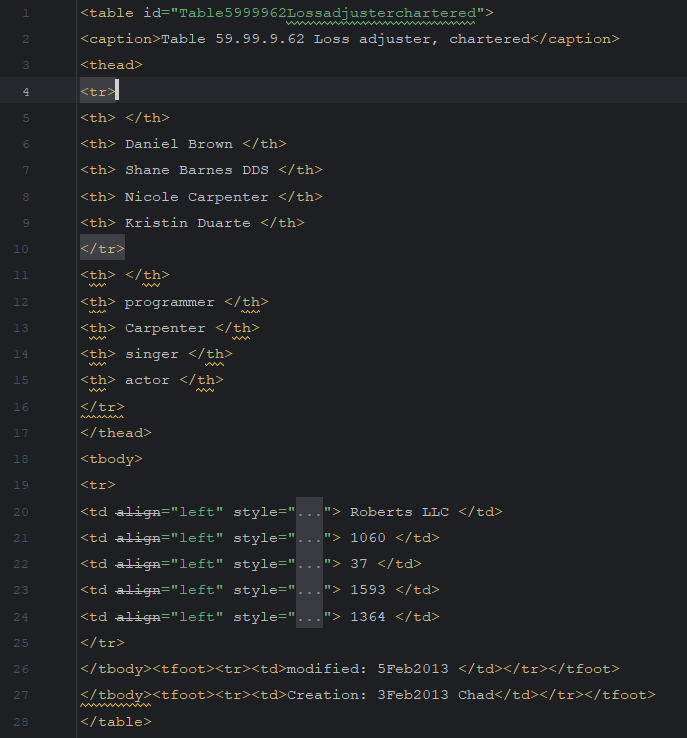 1 <table id="Table5999962Lossadjusterchartered">
2 <caption>Table 59.99.9.62 Loss adjuster, chartered</caption>
3 <thead>
4 <tr>
5 <th> </th>
6 <th> Daniel Brown </th>
7 <th> Shane Barnes DDS </th>
8 <th> Nicole Carpenter </th>
9 <th> Kristin Duarte </th>
10 </tr>
11 <th> </th>
12 <th> programmer </th>
13 <th> Carpenter </th>
14 <th> singer </th>
15 <th> actor </th>
16 </tr>
17 </thead>
18 <tbody>
19 <tr>
20 <td align="left" style="..."> Roberts LLC </td>
21 <td align="left" style="..."> 1060 </td>
22 <td align="left" style="..."> 37 </td>
23 <td align="left" style="..."> 1593 </td>
24 <td align="left" style="..."> 1364 </td>
25 </tr>
26 </tbody><tfoot><tr><td>modified: 5Feb2013 </td></tr></tfoot>
27 </tbody><tfoot><tr><td>Creation: 3Feb2013 Chad</td></tr></tfoot>
28 </table>